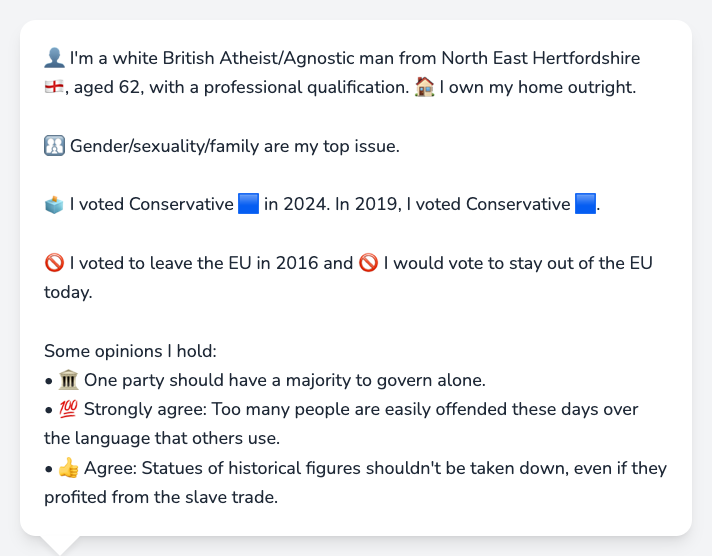 👤 I'm a white British Atheist/Agnostic man from North East Hertfordshire
🏴󠁧󠁢󠁥󠁮󠁧󠁿, aged 62, with a professional qualification. 🏠 I own my home outright.
🚻 Gender/sexuality/family are my top issue.
🗳️ I voted Conservative 🟦 in 2024. In 2019, I voted Conservative 🟦.
🚫 I voted to leave the EU in 2016 and 🚫 I would vote to stay out of the EU
today.
Some opinions I hold:
• 🏛️ One party should have a majority to govern alone.
• 💯 Strongly agree: Too many people are easily offended these days over
the language that others use.
• 👍 Agree: Statues of historical figures shouldn't be taken down, even if they
profited from the slave trade.